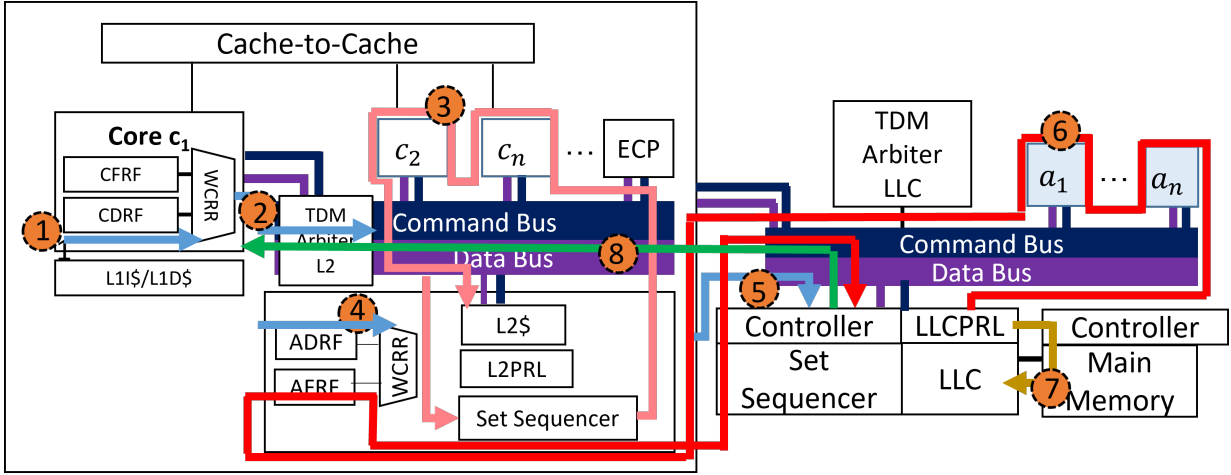 Cache-to-Cache
Core c1
CFRF
CDRF
WCRR
1
L1I$/L1D$
2
TDM
Arbiter
L2
3
c2
cn
...
ECP
Command Bus
Data Bus
8
4
ADRF
AFRF
WCRR
L2$
L2PRL
Set Sequencer
TDM
Arbiter
LLC
6
a1
...
an
Command Bus
Data Bus
5
Controller
Set
Sequencer
LLCPRL
LLC
7
Controller
Main
Memory